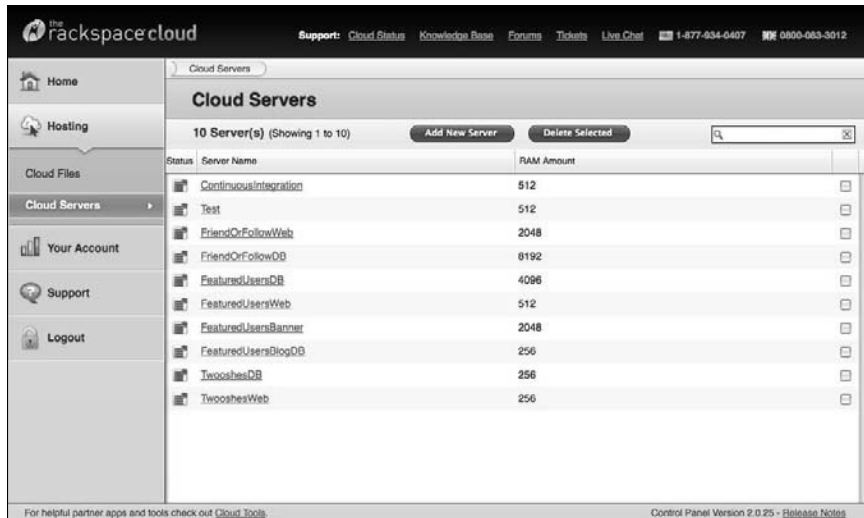 the rackspacecloud
Support: Cloud Status Knowledge Base Forums Tickets Live Chat 1-877-934-0407 0800-083-3012
Home
Hosting
Cloud Files
Cloud Servers
Your Account
Support
Logout
Cloud Servers
Cloud Servers
10 Server(s) (Showing 1 to 10) Add New Server Delete Selected
Status Server Name RAM Amount
ContinuousIntegration 512
Test 512
FriendOrFollowWeb 2048
FriendOrFollowDB 8192
FeaturedUsersDB 4096
FeaturedUsersWeb 512
FeaturedUsersBanner 2048
FeaturedUsersBlogDB 256
TwooshesDB 256
TwooshesWeb 256
For helpful partner apps and tools check out Cloud Tools. Control Panel Version 2.0.25 - Release Notes